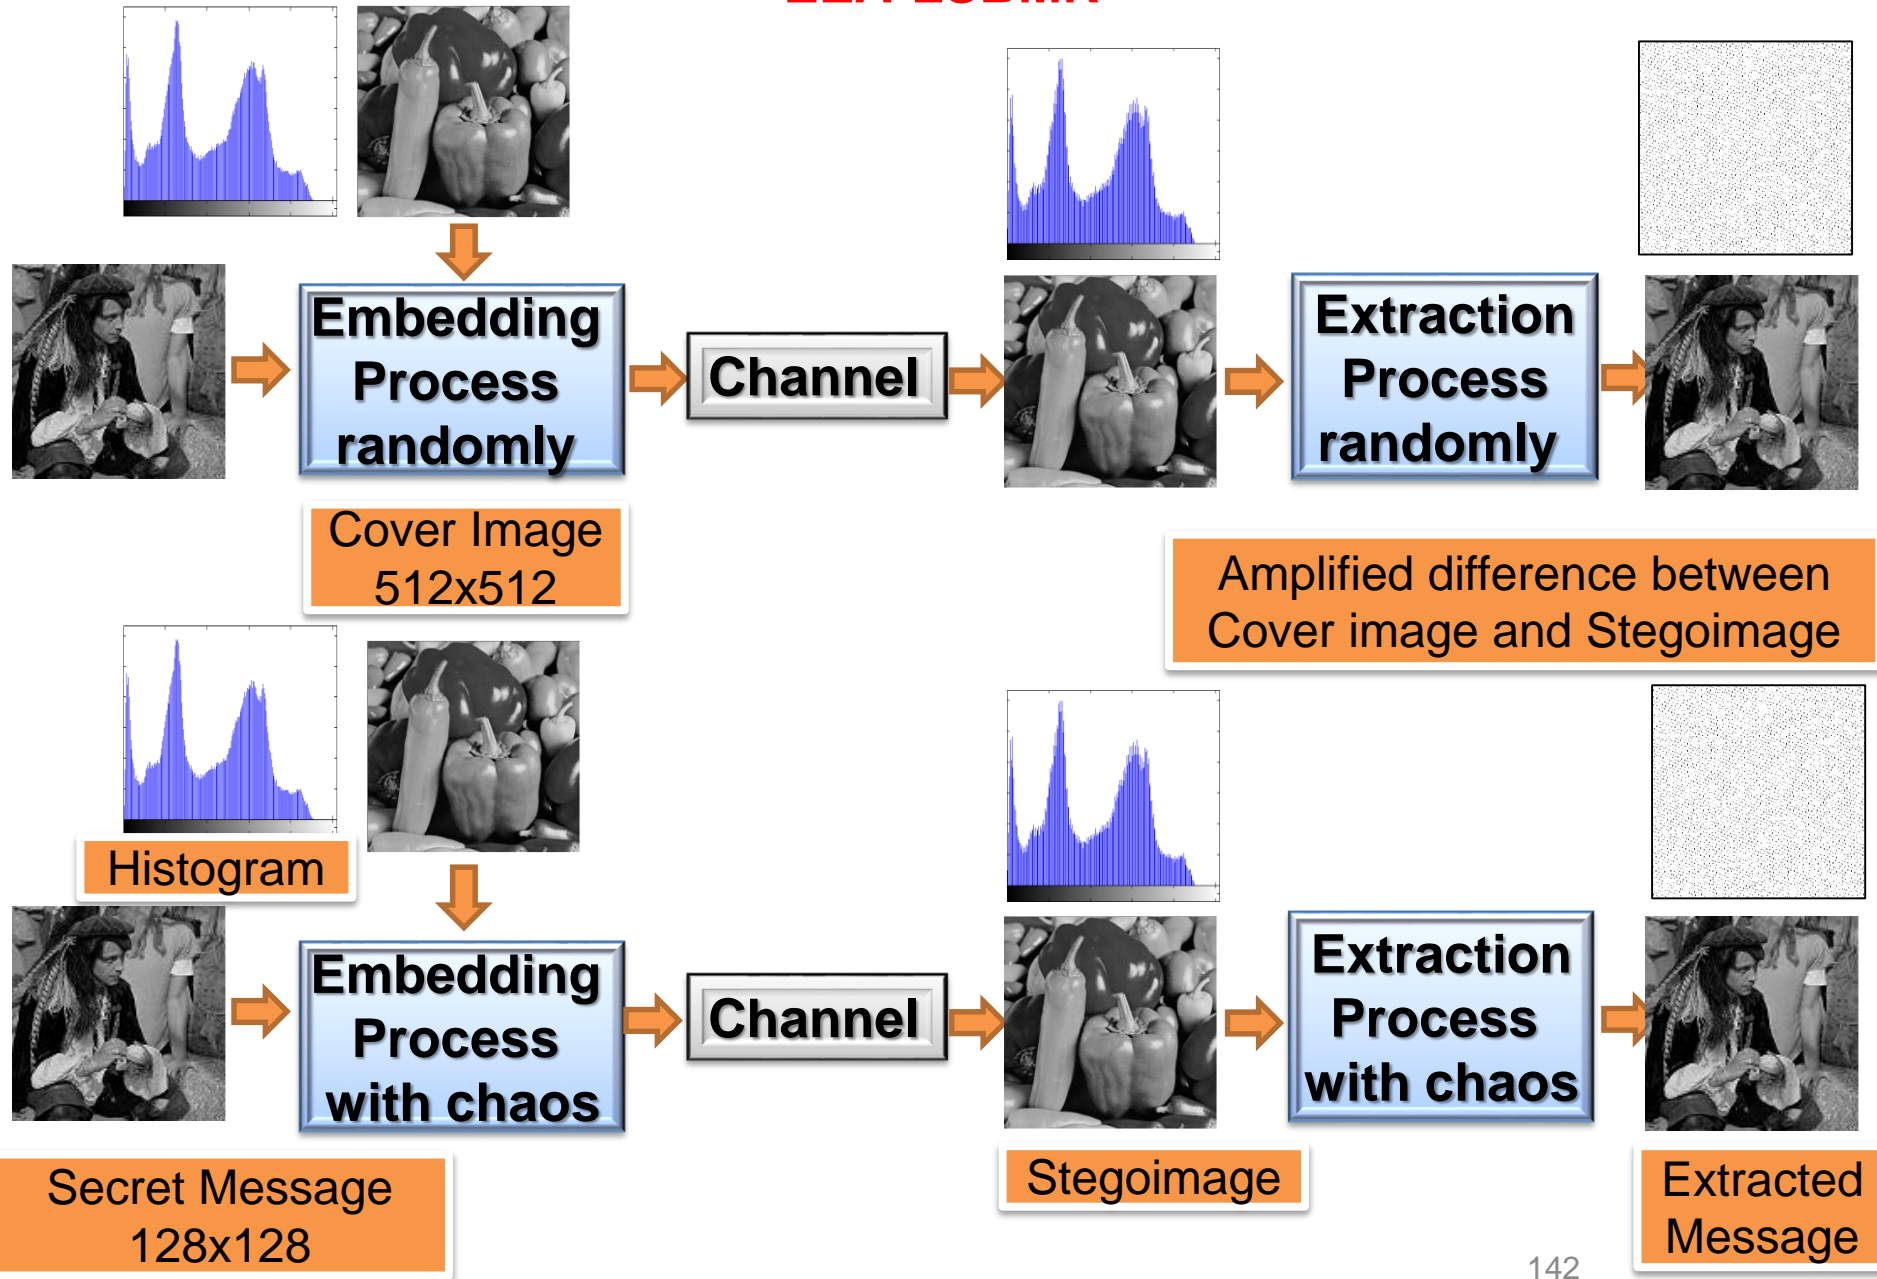 Embedding
Process
randomly
Channel
Extraction
Process
randomly
Cover Image
512x512
Amplified difference between
Cover image and Stegoimage
Histogram
Embedding
Process
with chaos
Channel
Extraction
Process
with chaos
Secret Message
128x128
Stegoimage
Extracted
Message
142